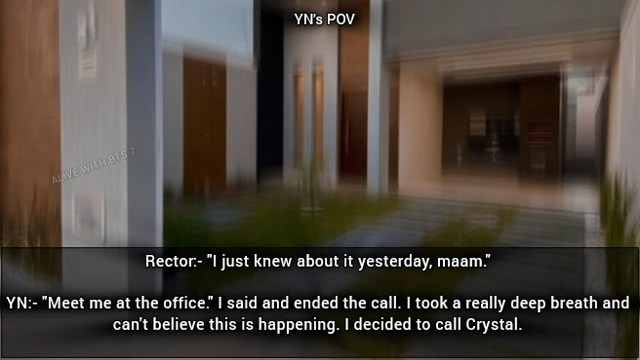 YN's POV
ALIVE WITH BTS 7
Rector:- "I just knew about it yesterday, maam."
YN:- "Meet me at the office." I said and ended the call. I took a really deep breath and
can't believe this is happening. I decided to call Crystal.